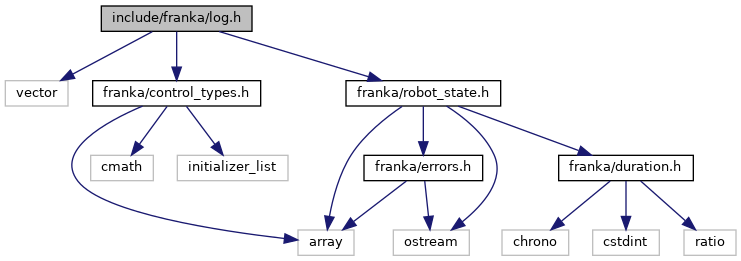 include/franka/log.h
vector
franka/control_types.h
franka/robot_state.h
cmath
initializer_list
franka/errors.h
franka/duration.h
array
ostream
chrono
cstdint
ratio